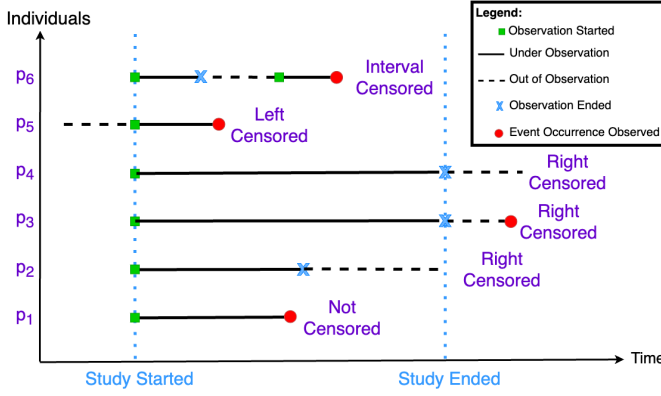 Individuals
Legend:
Observation Started
Under Observation
Out of Observation
Observation Ended
Event Occurrence Observed
p6
Interval
Censored
p5
Left
Censored
p4
Right
Censored
p3
Right
Censored
p2
Right
Censored
p1
Not
Censored
Time
Study Started
Study Ended